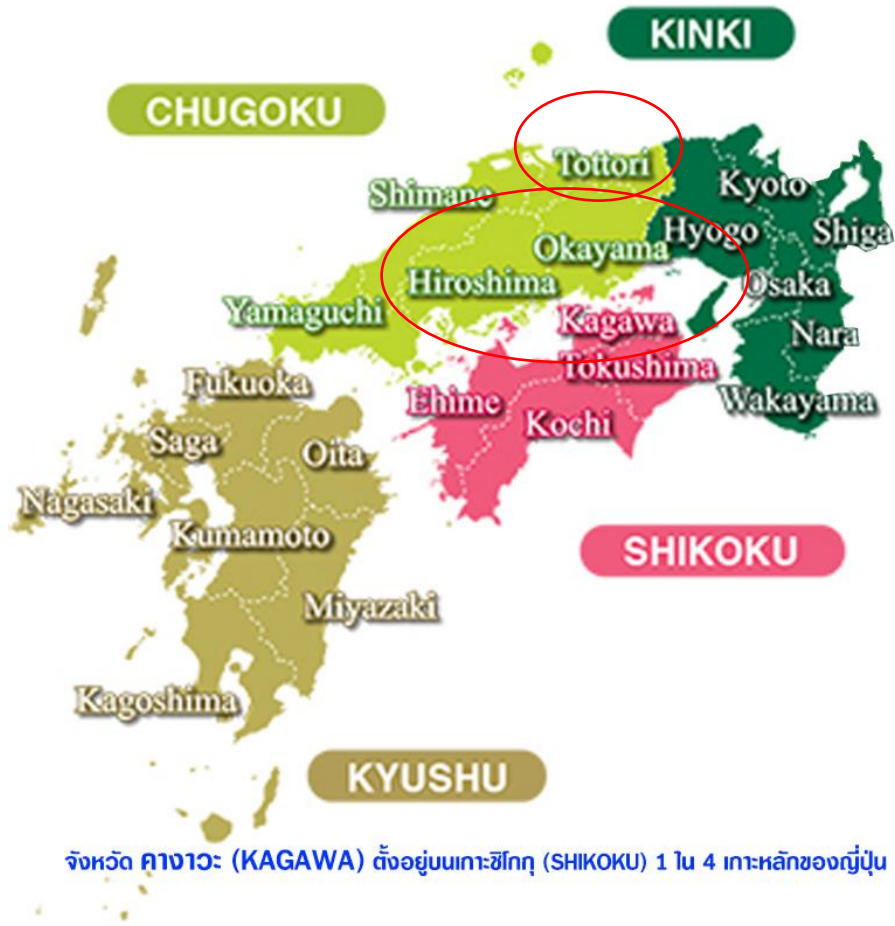 KINKI
CHUGOKU
Tottori
Kyoto
Shimane
Hyogo
Shiga
Okayama
Hiroshima
Osaka
Yamaguchi
Kagawa
Nara
Tokushima
Fukuoka
Ehime
Wakayama
Kochi
Saga
Oita
Nagasaki
Kumamoto
SHIKOKU
Miyazaki
Kagoshima
KYUSHU
จังหวัด คางาวะ (KAGAWA) ตั้งอยู่บนเกาะชิโกกุ (SHIKOKU) 1 ใน 4 เกาะหลักของญี่ปุ่น